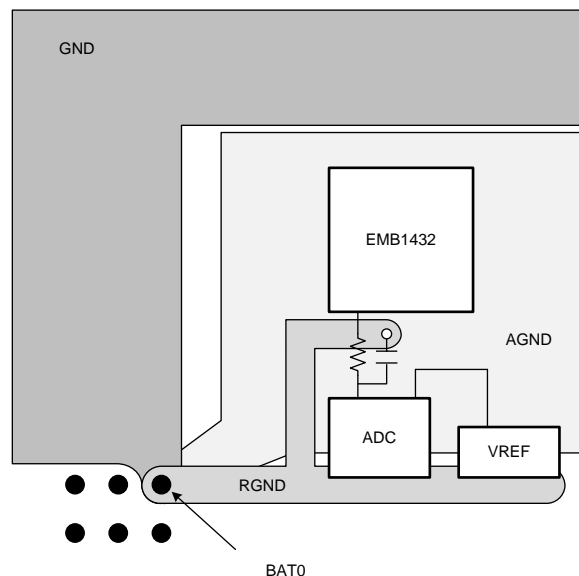 GND
EMB1432
AGND
ADC
VREF
RGND
BAT0